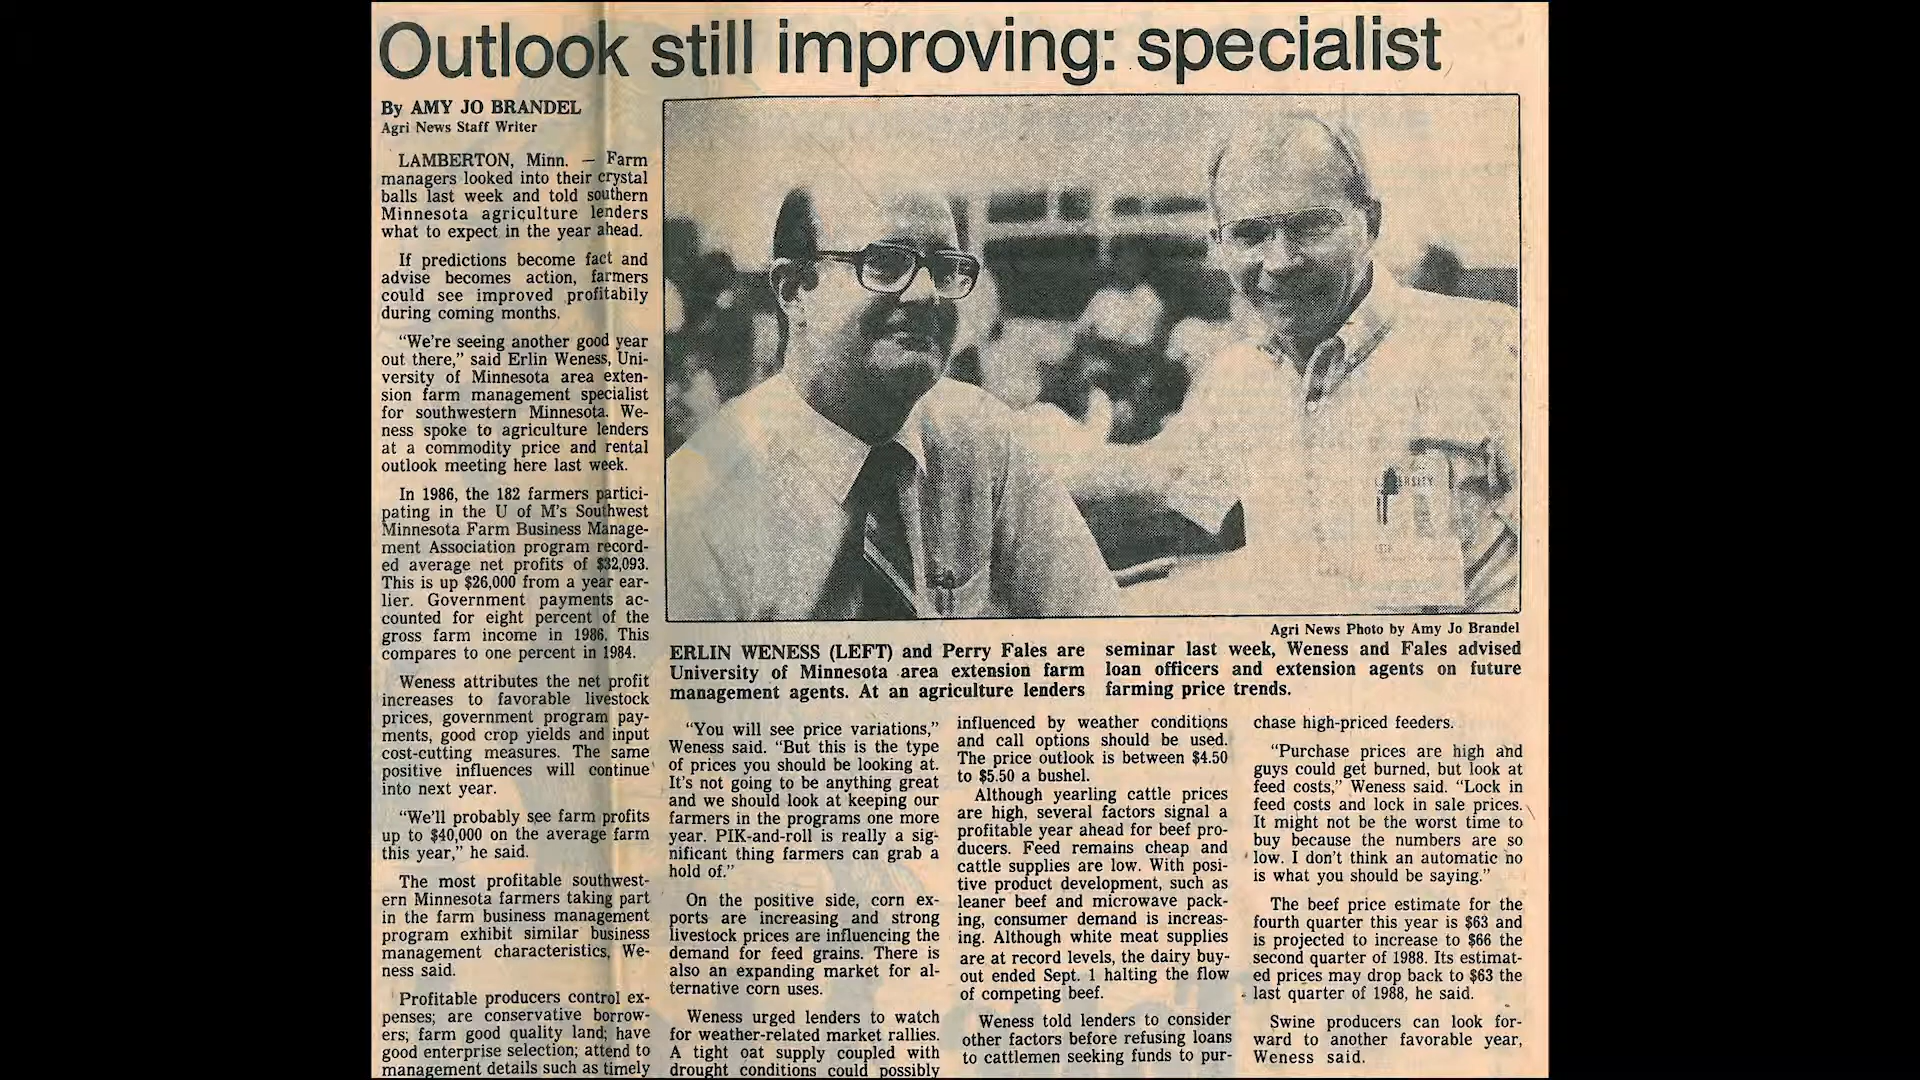 Outlook still improving: specialist
By AMY JO BRANDEL
Agri News Staff Writer
LAMBERTON, Minn. — Farm
managers looked into their crystal
balls last week and told southern
Minnesota agriculture lenders
what to expect in the year ahead.
If predictions become fact and
advise becomes action, farmers
could see improved profitabily
during coming months.
"We're seeing another good year
out there," said Erlin Weness, Uni-
versity of Minnesota area exten-
sion farm management specialist
for southwestern Minnesota. We-
ness spoke to agriculture lenders
at a commodity price and rental
outlook meeting here last week.
In 1986, the 182 farmers partici-
pating in the U of M's Southwest
Minnesota Farm Business Manage-
ment Association program record-
ed average net profits of $32,093.
This is up $26,000 from a year ear-
lier. Government payments ac-
counted for eight percent of the
gross farm income in 1986. This
compares to one percent in 1984.
Weness attributes the net profit
increases to favorable livestock
prices, government program pay-
ments, good crop yields and input
cost-cutting measures. The same
positive influences will continue
into next year.
"We'll probably see farm profits
up to $40,000 on the average farm
this year," he said.
The most profitable southwest-
ern Minnesota farmers taking part
in the farm business management
program exhibit similar business
management characteristics, We-
ness said.
Profitable producers control ex-
penses; are conservative borrow-
ers; farm good quality land; have
good enterprise selection; attend to
management details such as timely
Agri News Photo by Amy Jo Brandel
ERLIN WENESS (LEFT) and Perry Fales are
University of Minnesota area extension farm
management agents. At an agriculture lenders
seminar last week, Weness and Fales advised
loan officers and extension agents on future
farming price trends.
"You will see price variations,"
Weness said. "But this is the type
of prices you should be looking at.
It's not going to be anything great
and we should look at keeping our
farmers in the programs one more
year. PIK-and-roll is really a sig-
nificant thing farmers can grab a
hold of."
On the positive side, corn ex-
ports are increasing and strong
livestock prices are influencing the
demand for feed grains. There is
also an expanding market for al-
ternative corn uses.
Weness urged lenders to watch
for weather-related market rallies.
A tight oat supply coupled with
drought conditions could possibly
influenced by weather conditions
and call options should be used.
The price outlook is between $4.50
to $5.50 a bushel.
Although yearling cattle prices
are high, several factors signal a
profitable year ahead for beef pro-
ducers. Feed remains cheap and
cattle supplies are low. With posi-
tive product development, such as
leaner beef and microwave pack-
ing, consumer demand is increas-
ing. Although white meat supplies
are at record levels, the dairy buy-
out ended Sept. 1 halting the flow
of competing beef.
Weness told lenders to consider
other factors before refusing loans
to cattlemen seeking funds to pur-
chase high-priced feeders.
"Purchase prices are high and
guys could get burned, but look at
feed costs," Weness said. "Lock in
feed costs and lock in sale prices.
It might not be the worst time to
buy because the numbers are so
low. I don't think an automatic no
is what you should be saying."
The beef price estimate for the
fourth quarter this year is $63 and
is projected to increase to $66 the
second quarter of 1988. Its estimat-
ed prices may drop back to $63 the
last quarter of 1988, he said.
Swine producers can look for-
ward to another favorable year,
Weness said.